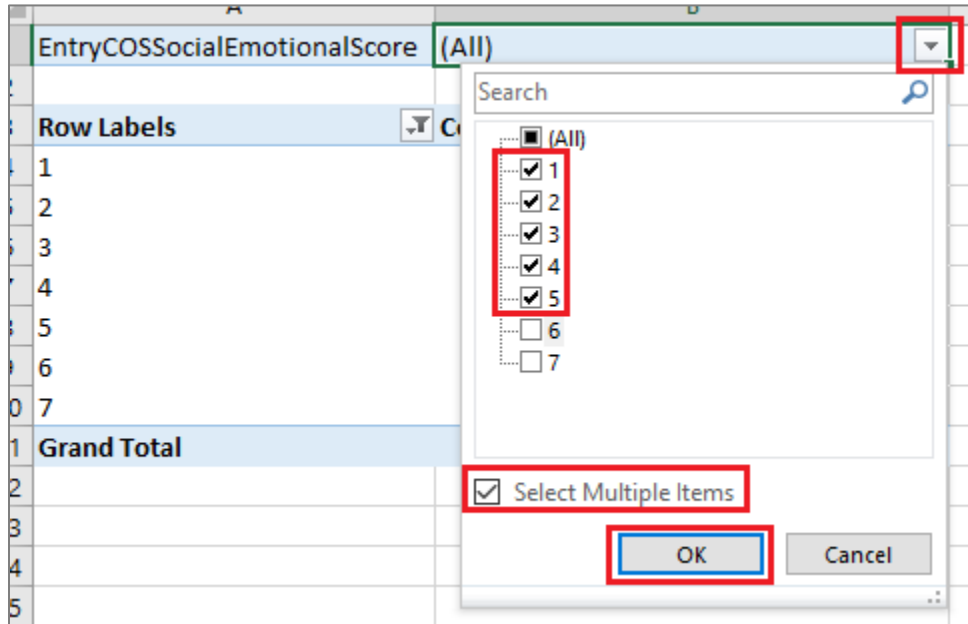 EntryCOSSocialEmotionalScore (All)
Search
Row Labels
(All)
1
2
3
4
5
6
7
1
2
3
4
5
6
7
Grand Total
Select Multiple Items
OK Cancel